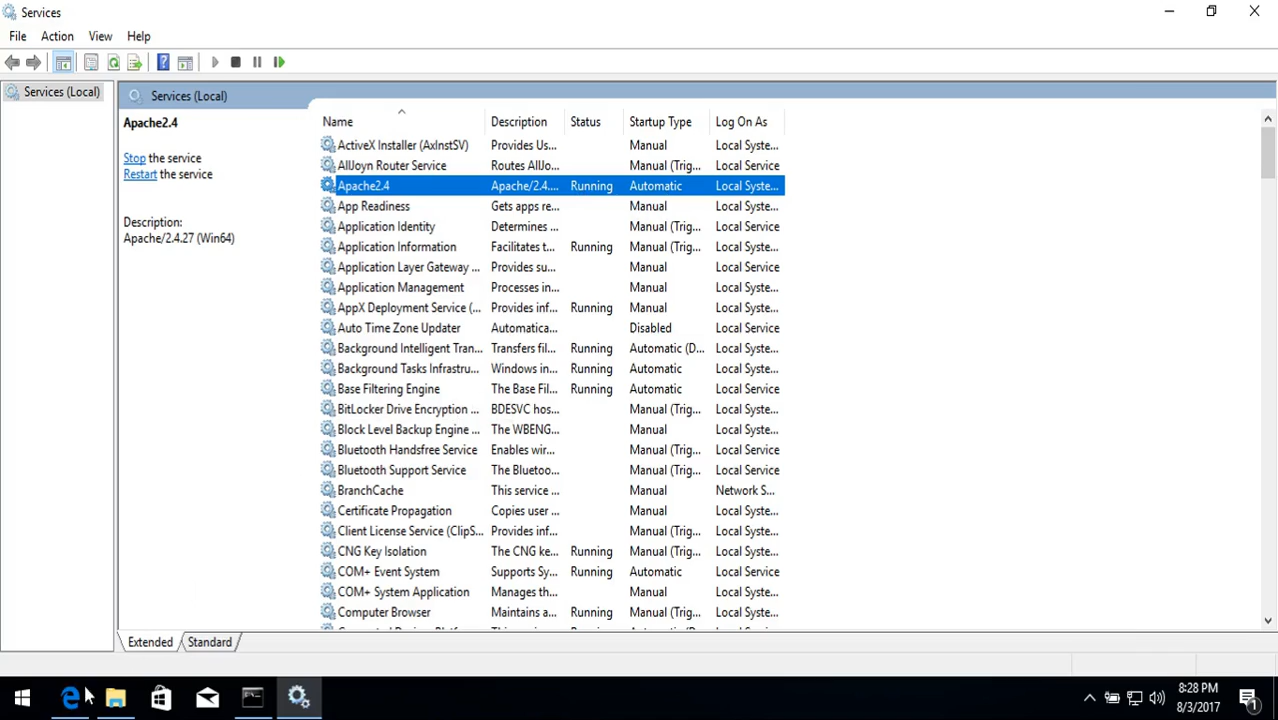 Services
File Action View Help
Services (Local)
Services (Local)
Apache2.4
Stop the service
Restart the service
Description:
Apache/2.4.27 (Win64)
Name Description Status Startup Type Log On As
ActiveX Installer (AxInstSV) Provides Us... Manual Local Syste...
AllJoyn Router Service Routes AllJo... Manual (Trig... Local Service
Apache2.4 Apache/2.4.... Running Automatic Local Syste...
App Readiness Gets apps re... Manual Local Syste...
Application Identity Determines ... Manual (Trig... Local Service
Application Information Facilitates t... Running Manual (Trig... Local Syste...
Application Layer Gateway ... Provides su... Manual Local Service
Application Management Processes in... Manual Local Syste...
AppX Deployment Service (... Provides inf... Running Manual Local Syste...
Auto Time Zone Updater Automatica... Disabled Local Service
Background Intelligent Tran... Transfers fil... Running Automatic (D... Local Syste...
Background Tasks Infrastru... Windows in... Running Automatic Local Syste...
Base Filtering Engine The Base Fil... Running Automatic Local Service
BitLocker Drive Encryption ... BDESVC hos... Manual (Trig... Local Syste...
Block Level Backup Engine ... The WBENG... Manual Local Syste...
Bluetooth Handsfree Service Enables wir... Manual (Trig... Local Service
Bluetooth Support Service The Bluetoo... Manual (Trig... Local Service
BranchCache This service ... Manual Network S...
Certificate Propagation Copies user ... Manual Local Syste...
Client License Service (ClipS... Provides inf... Manual (Trig... Local Syste...
CNG Key Isolation The CNG ke... Running Manual (Trig... Local Syste...
COM+ Event System Supports Sy... Running Automatic Local Service
COM+ System Application Manages th... Manual Local Syste...
Computer Browser Maintains a... Running Manual (Trig... Local Syste...
Extended Standard
8:28 PM
8/3/2017
1